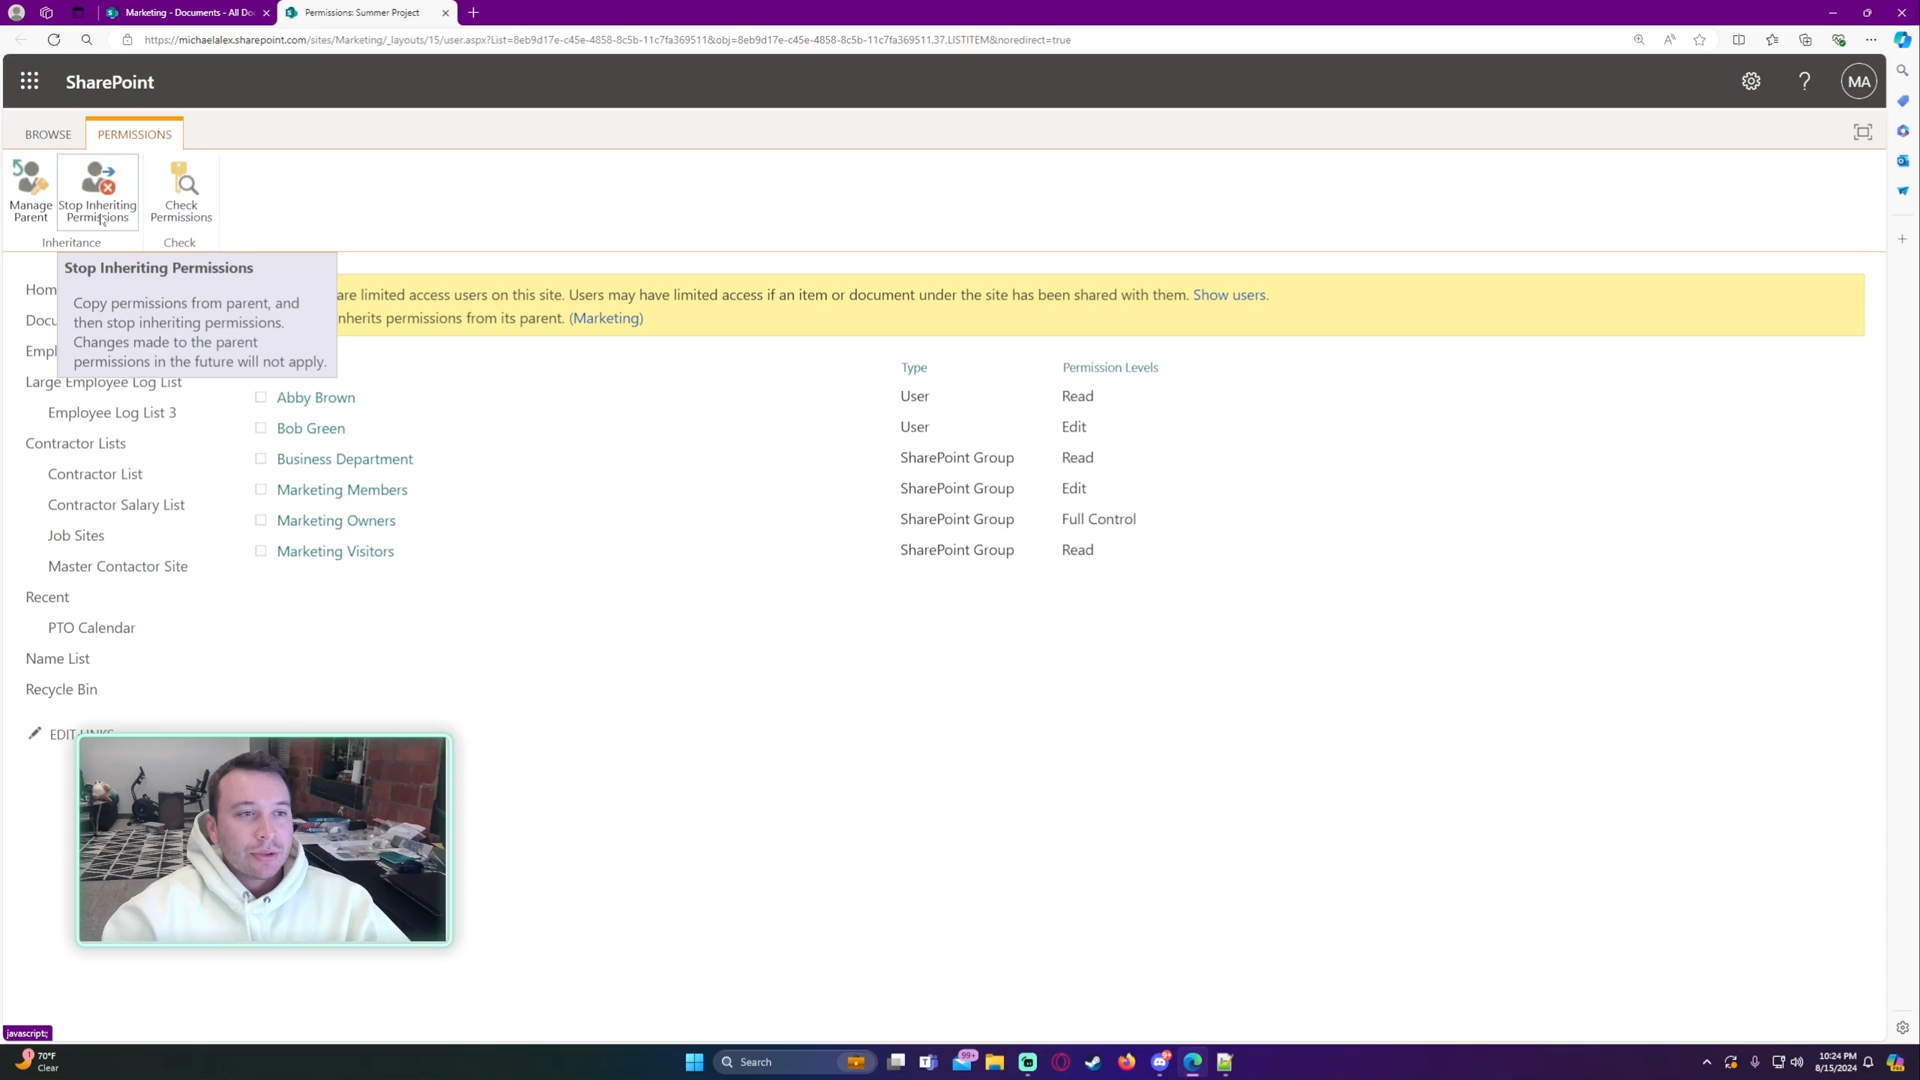 Marketing - Documents - All Do
Permissions: Summer Project
https://michaelalex.sharepoint.com/sites/Marketing/_layouts/15/user.aspx?List=8eb9d17e-c45e-4858-8c5b-11c7fa369511&obj=8eb9d17e-c45e-4858-8c5b-11c7fa369511,37,LISTITEM&noredirect=true
SharePoint
MA
BROWSE
PERMISSIONS
Manage
Parent
Stop Inheriting
Permissions
Check
Permissions
Inheritance
Check
Stop Inheriting Permissions
Copy permissions from parent, and
then stop inheriting permissions.
Changes made to the parent
permissions in the future will not apply.
are limited access users on this site. Users may have limited access if an item or document under the site has been shared with them. Show users.
nherits permissions from its parent. (Marketing)
Hom
Docu
Empl
Large Employee Log List
Employee Log List 3
Contractor Lists
Contractor List
Contractor Salary List
Job Sites
Master Contactor Site
Recent
PTO Calendar
Name List
Recycle Bin
EDIT LINKS
Type
Permission Levels
Abby Brown
User
Read
Bob Green
User
Edit
Business Department
SharePoint Group
Read
Marketing Members
SharePoint Group
Edit
Marketing Owners
SharePoint Group
Full Control
Marketing Visitors
SharePoint Group
Read
javascript:;
1
70°F
Clear
Search
99+
9+
10:24 PM
8/15/2024